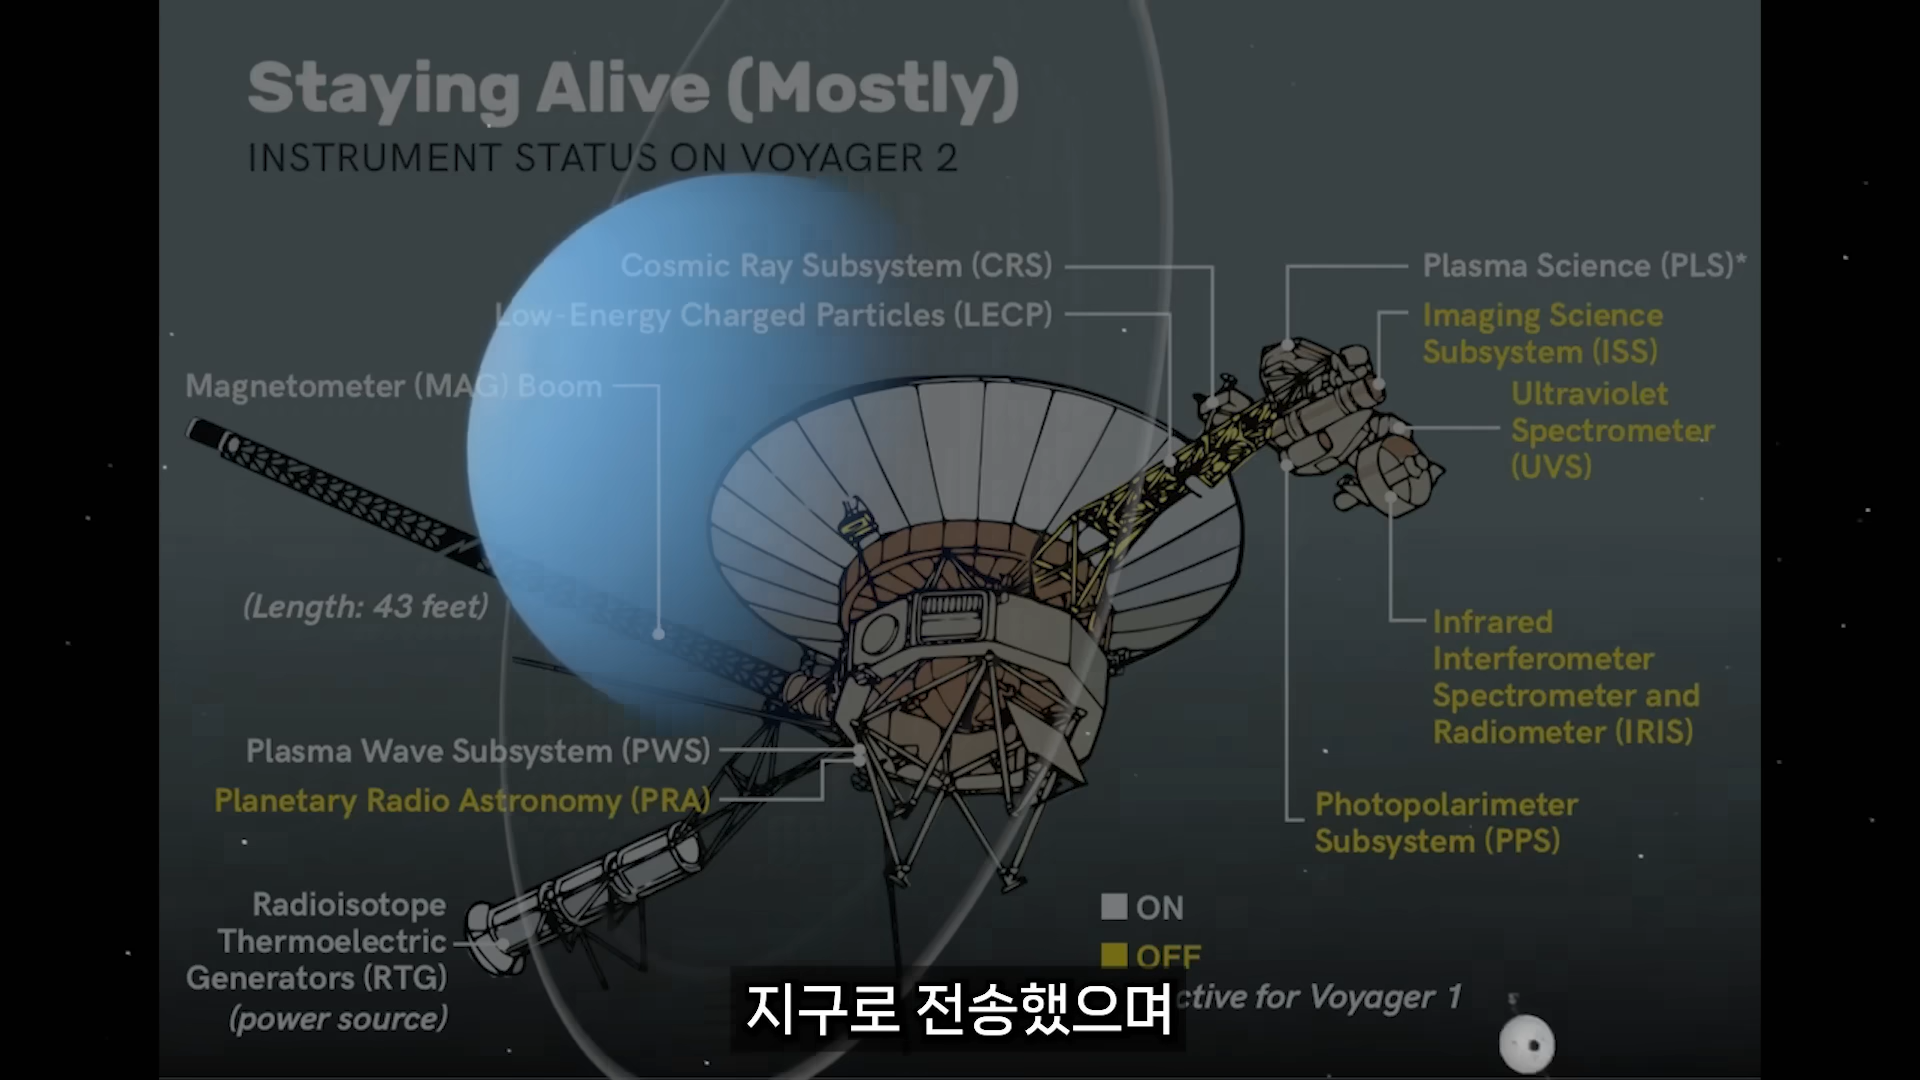 Staying Alive (Mostly)
INSTRUMENT STATUS ON VOYAGER 2
Cosmic Ray Subsystem (CRS)
Low-Energy Charged Particles (LECP)
Magnetometer (MAG) Boom
(Length: 43 feet)
Plasma Science (PLS)*
Imaging Science
Subsystem (ISS)
Ultraviolet
Spectrometer
(UVS)
Infrared
Interferometer
Spectrometer and
Radiometer (IRIS)
Photopolarimeter
Subsystem (PPS)
Plasma Wave Subsystem (PWS)
Planetary Radio Astronomy (PRA)
Radioisotope
Thermoelectric
Generators (RTG)
(power source)
ON
OFF
for Voyager 1
지구로 전송했으며